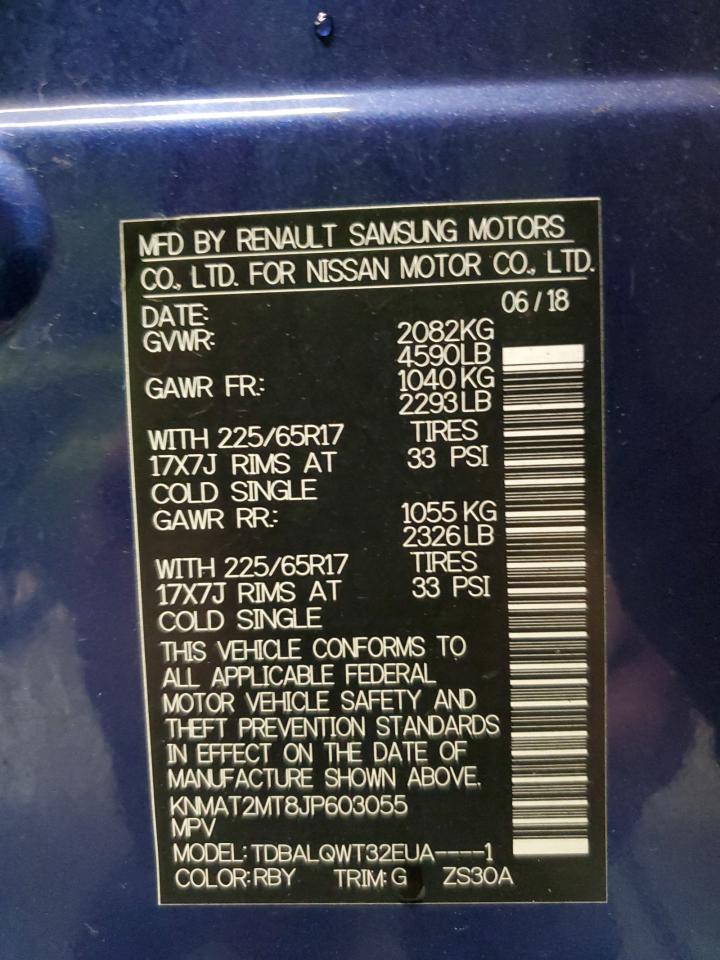 MFD BY RENAULT SAMSUNG MOTORS
CO., LTD. FOR NISSAN MOTOR CO., LTD.
DATE: 06/18
GVWR: 2082KG
4590LB
GAWR FR.: 1040KG
2293LB
WITH 225/65R17 TIRES
17X7J RIMS AT 33 PSI
COLD SINGLE
GAWR RR.: 1055KG
2326LB
WITH 225/65R17 TIRES
17X7J RIMS AT 33 PSI
COLD SINGLE
THIS VEHICLE CONFORMS TO
ALL APPLICABLE FEDERAL
MOTOR VEHICLE SAFETY AND
THEFT PREVENTION STANDARDS
IN EFFECT ON THE DATE OF
MANUFACTURE SHOWN ABOVE.
KNMAT2MT8JP603055
MPV
MODEL: TDBALQWT32EUA----1
COLOR:RBY TRIM:G ZS30A